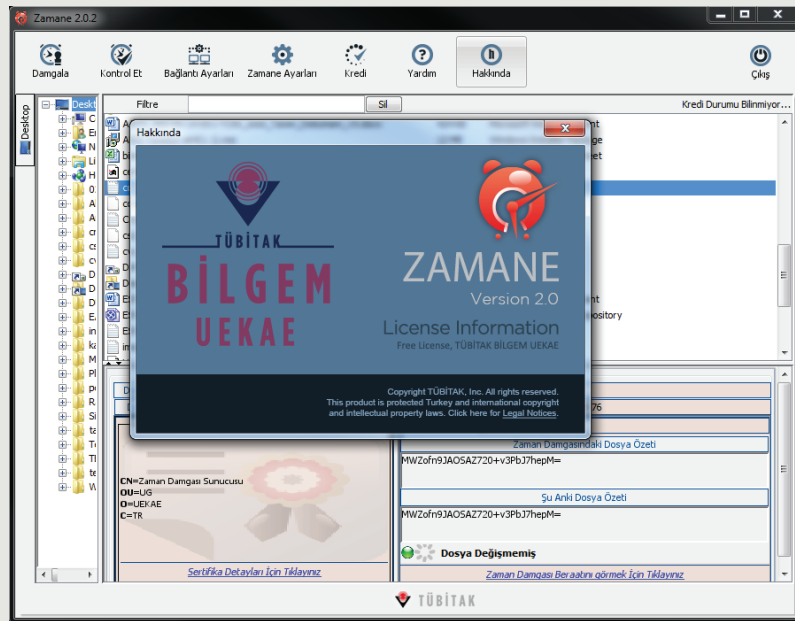 Zamane 2.0.2
Damgala
Kontrol Et
Bağlantı Ayarları
Zamane Ayarları
Kredi
Yardım
Hakkında
Çıkış
Desktop
Filtre
Sil
Kredi Durumu Bilinmiyor...
Hakkında
TÜBİTAK
BİLGEM
UEKAE
ZAMANE
Version 2.0
License Information
Free License, TÜBİTAK BİLGEM UEKAE
Copyright TÜBİTAK, Inc. All rights reserved.
This product is protected Turkey and international copyright
and intellectual property laws. Click here for Legal Notices.
76
Zaman Damgasındaki Dosya Özeti
MWZofn9JAOSAZ720+v3PbJ7hepM=
CN=Zaman Damgası Sunucusu
OU=UG
O=UEKAE
C=TR
Şu Anki Dosya Özeti
MWZofn9JAOSAZ720+v3PbJ7hepM=
Dosya Değişmemiş
Sertifika Detayları İçin Tıklayınız
Zaman Damgası Beraatını görmek İçin Tıklayınız
TÜBİTAK